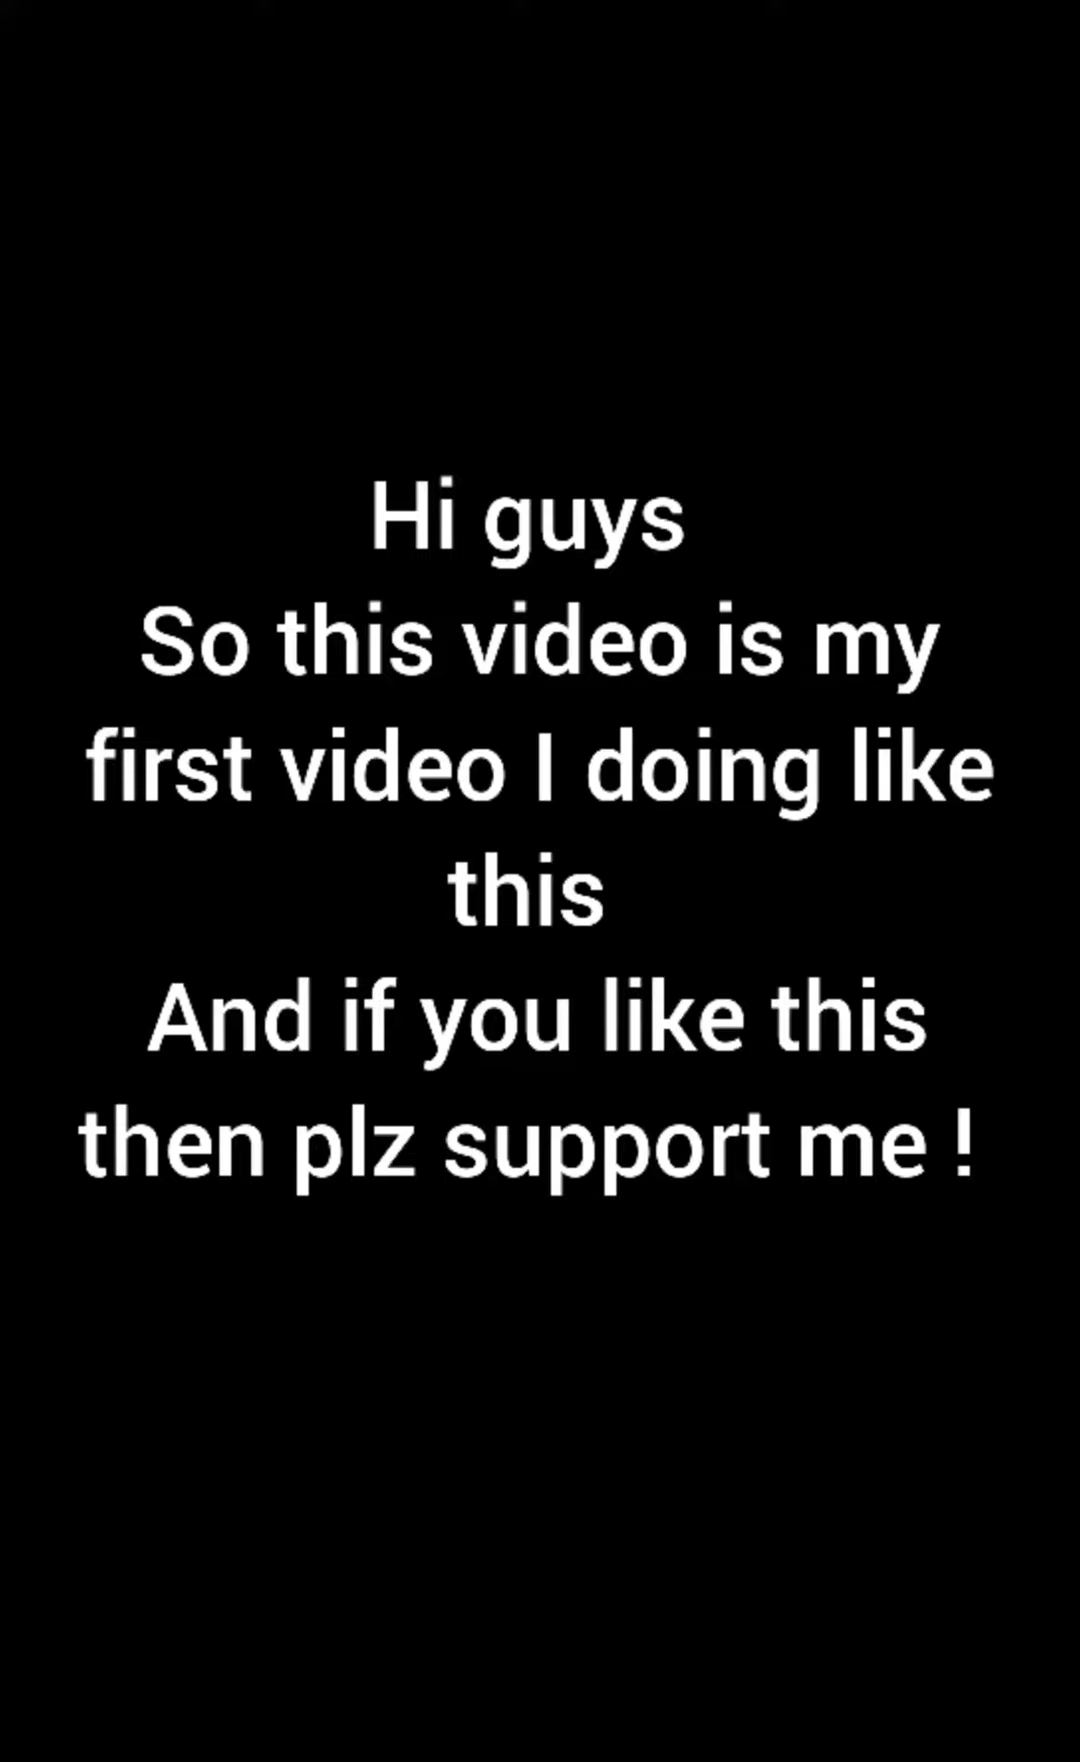 Hi guys
So this video is my
first video I doing like
this
And if you like this
then plz support me !